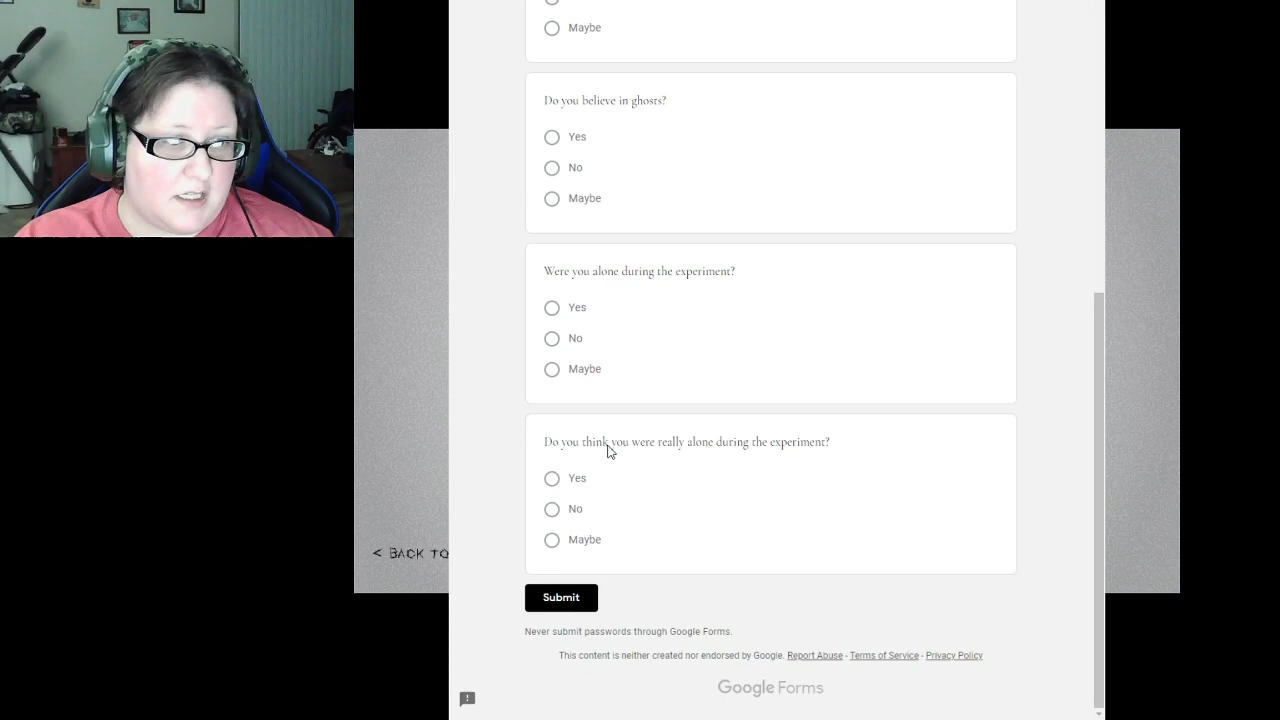 Maybe
Do you believe in ghosts?
Yes
No
Maybe
Were you alone during the experiment?
Yes
No
Maybe
Do you think you were really alone during the experiment?
Yes
No
Maybe
< BACK TO
Submit
Never submit passwords through Google Forms.
This content is neither created nor endorsed by Google. Report Abuse - Terms of Service - Privacy Policy
Google Forms